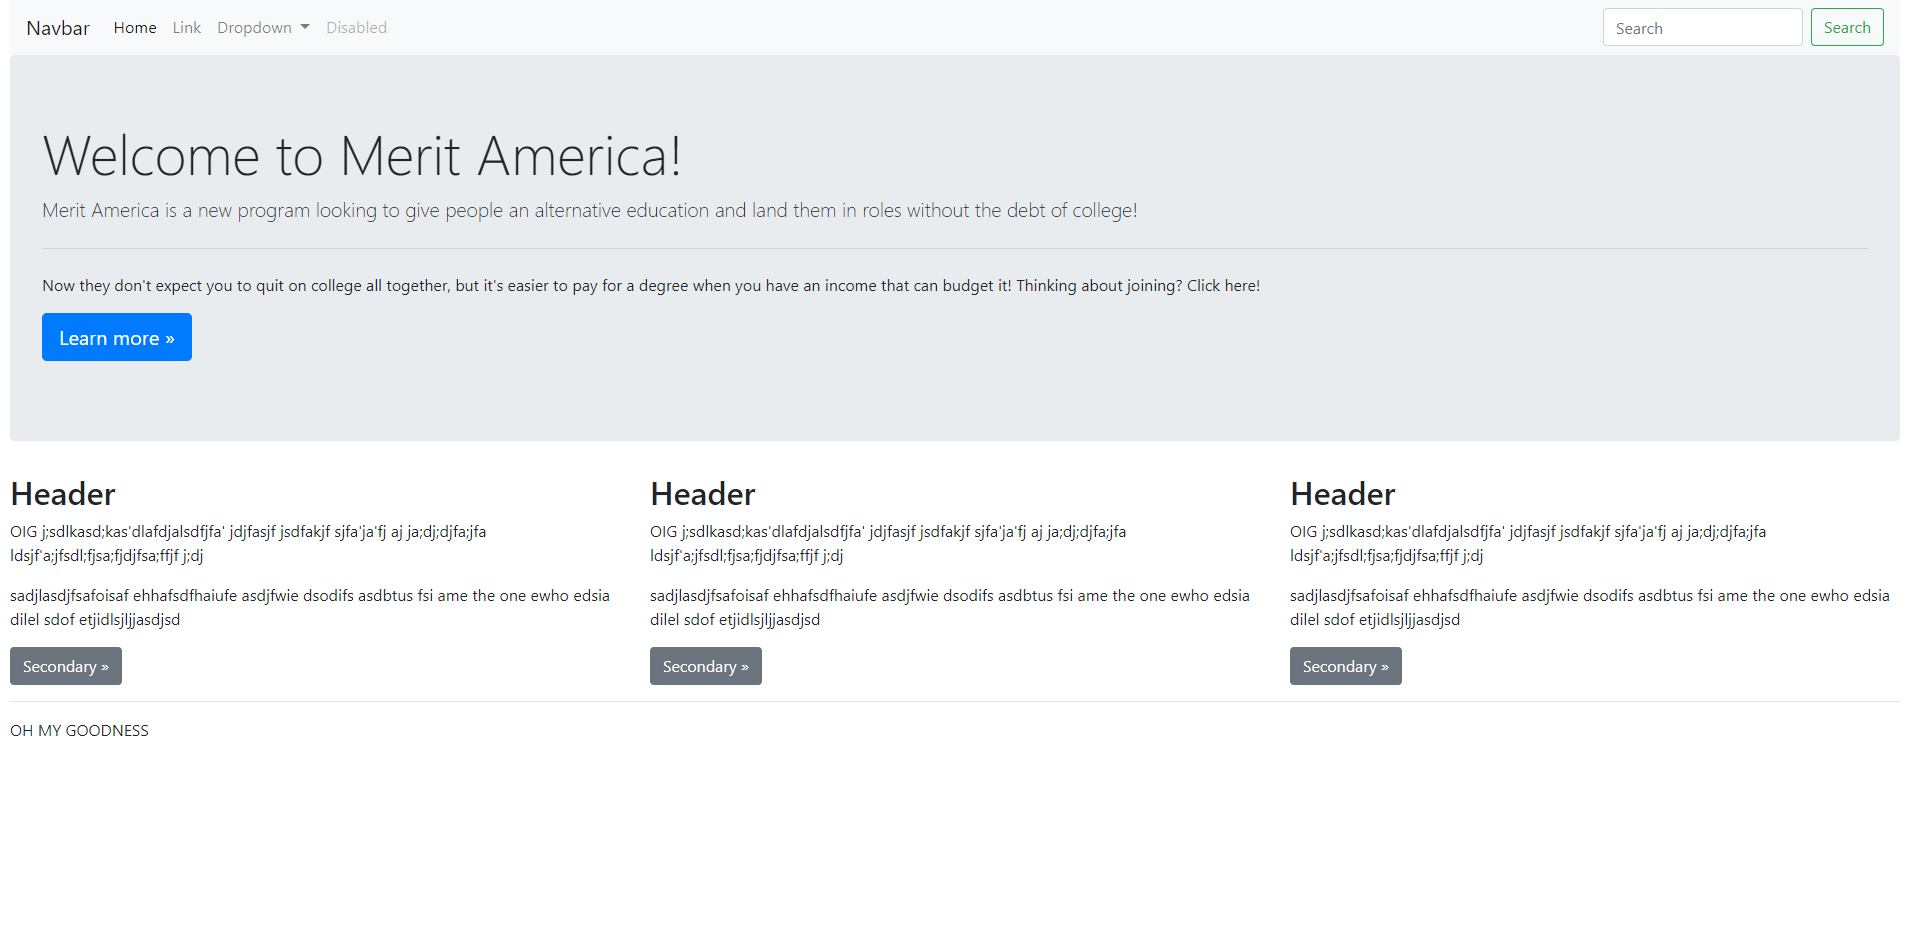 Navbar Home Link Dropdown Disabled Search Search
Welcome to Merit America!
Merit America is a new program looking to give people an alternative education and land them in roles without the debt of college!
Now they don't expect you to quit on college all together, but it's easier to pay for a degree when you have an income that can budget it! Thinking about joining? Click here!
Learn more »
Header
OIG j;sdlkasd;kas'dlafdjalsdfjfa' jdjfasjf jsdfakjf sjfa'ja'fj aj ja;dj;djfa;jfa
ldsjf'a;jfsdl;fjsa;fjdjfsa;ffjf j;dj
sadjlasdjfsafoisaf ehhafsdfhaiufe asdjfwie dsodifs asdbtus fsi ame the one ewho edsia
dilel sdof etjidlsjljjasdjsd
Secondary »
Header
OIG j;sdlkasd;kas'dlafdjalsdfjfa' jdjfasjf jsdfakjf sjfa'ja'fj aj ja;dj;djfa;jfa
ldsjf'a;jfsdl;fjsa;fjdjfsa;ffjf j;dj
sadjlasdjfsafoisaf ehhafsdfhaiufe asdjfwie dsodifs asdbtus fsi ame the one ewho edsia
dilel sdof etjidlsjljjasdjsd
Secondary »
Header
OIG j;sdlkasd;kas'dlafdjalsdfjfa' jdjfasjf jsdfakjf sjfa'ja'fj aj ja;dj;djfa;jfa
ldsjf'a;jfsdl;fjsa;fjdjfsa;ffjf j;dj
sadjlasdjfsafoisaf ehhafsdfhaiufe asdjfwie dsodifs asdbtus fsi ame the one ewho edsia
dilel sdof etjidlsjljjasdjsd
Secondary »
OH MY GOODNESS